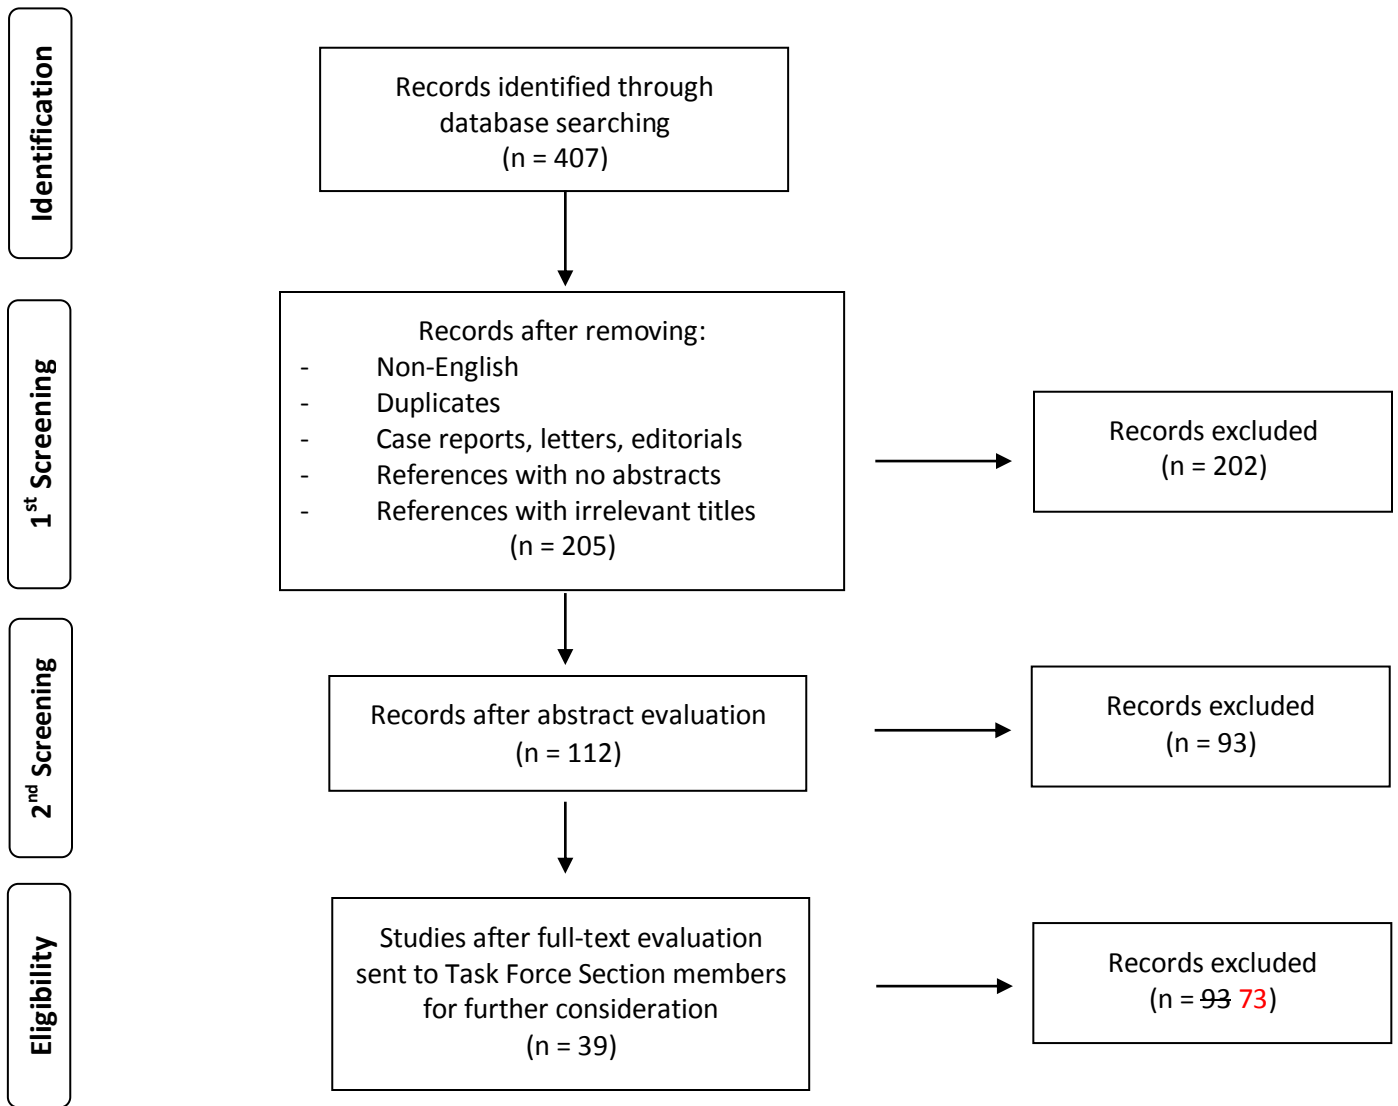 Identification
Records identified through
database searching
(n = 407)
1st Screening
Records after removing:
- Non-English
- Duplicates
- Case reports, letters, editorials
- References with no abstracts
- References with irrelevant titles
(n = 205)
Records excluded
(n = 202)
2nd Screening
Records after abstract evaluation
(n = 112)
Records excluded
(n = 93)
Eligibility
Studies after full-text evaluation
sent to Task Force Section members
for further consideration
(n = 39)
Records excluded
(n = 93 73)